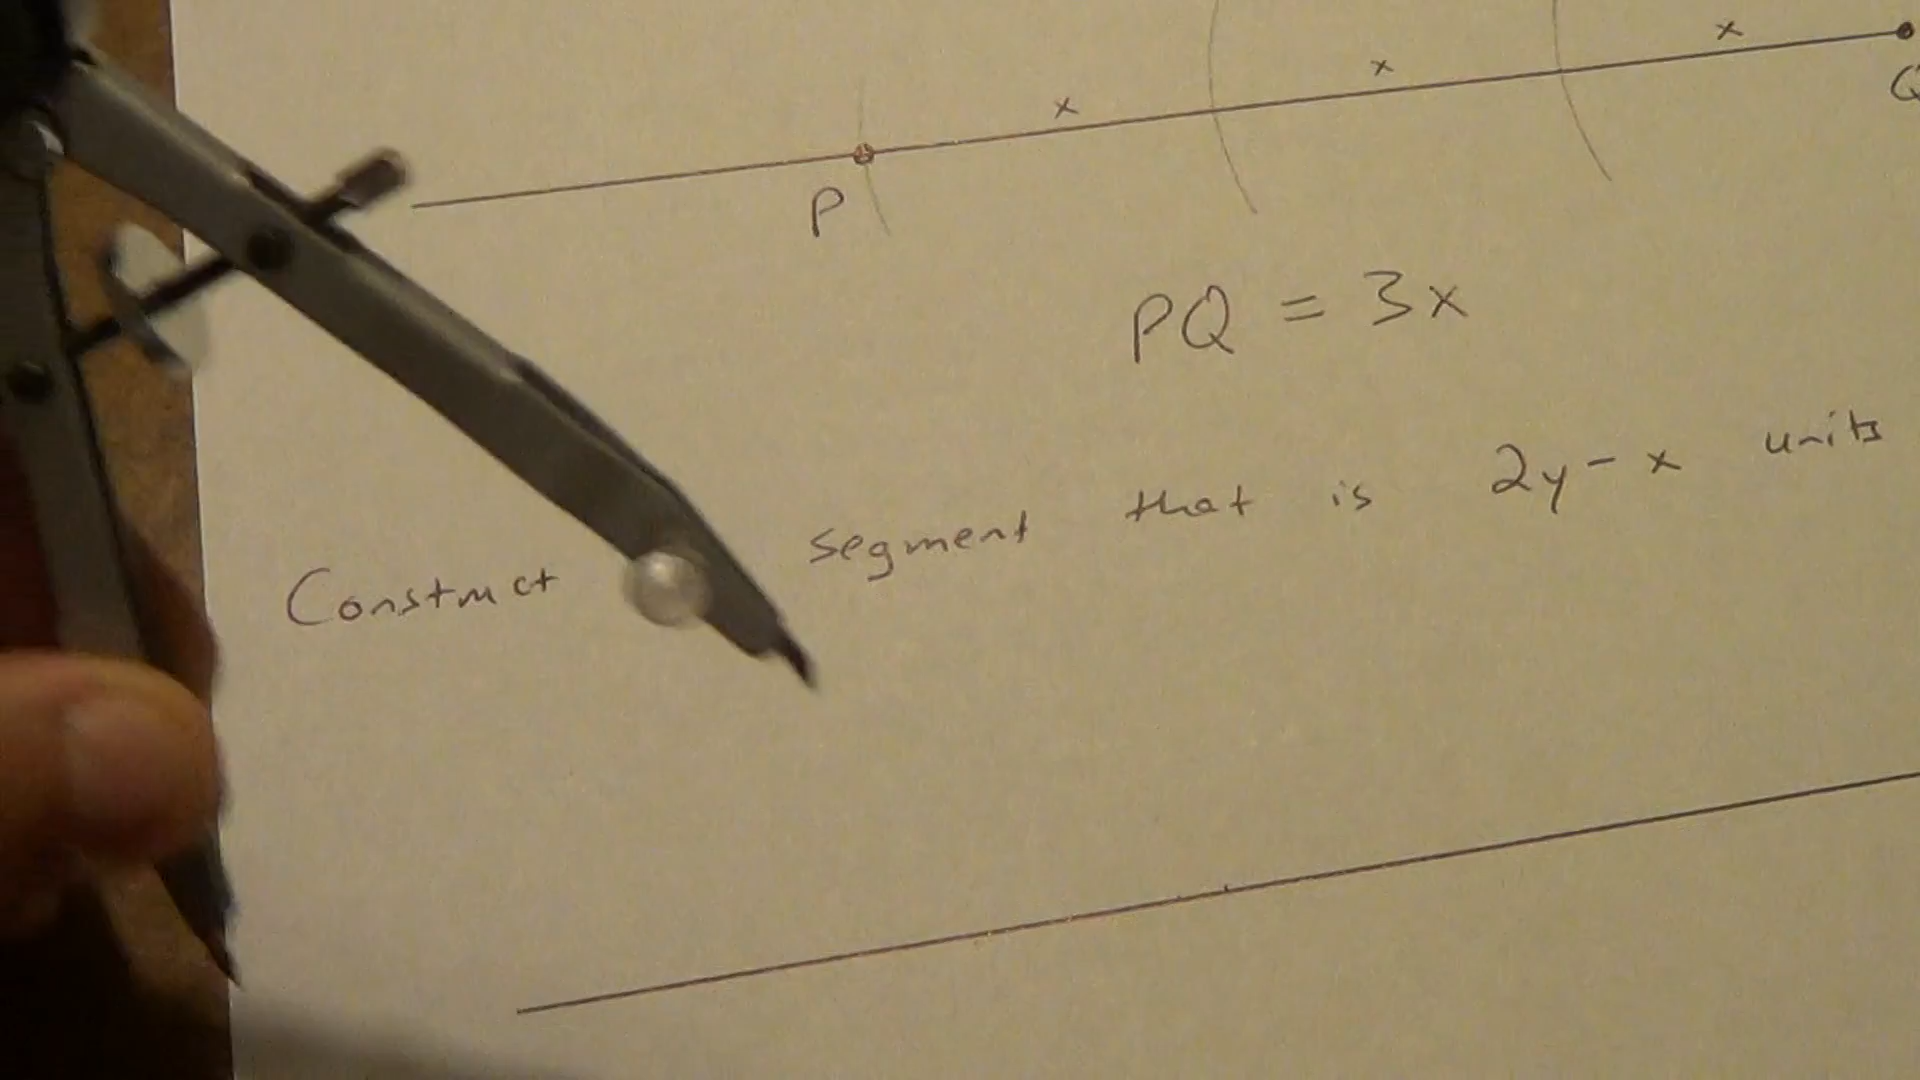 x x x
P Q
PQ = 3x
Construct segment that is 2y - x units